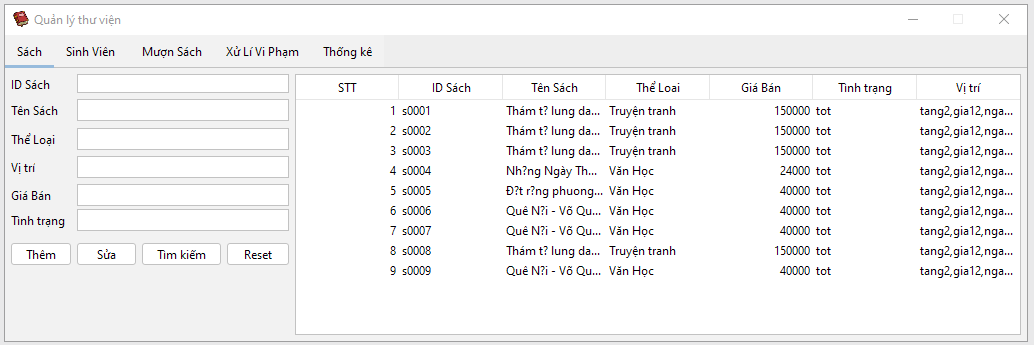 Quản lý thư viện
Sách Sinh Viên Mượn Sách Xử Lí Vi Phạm Thống kê
ID Sách
Tên Sách
Thể Loại
Vị trí
Giá Bán
Tình trạng
Thêm Sửa Tìm kiếm Reset
STT ID Sách Tên Sách Thể Loại Giá Bán Tình trạng Vị trí
1 s0001 Thám t? lung da... Truyện tranh 150000 tot tang2,gia12,nga...
2 s0002 Thám t? lung da... Truyện tranh 150000 tot tang2,gia12,nga...
3 s0003 Thám t? lung da... Truyện tranh 150000 tot tang2,gia12,nga...
4 s0004 Nh?ng Ngày Th... Văn Học 24000 tot tang2,gia12,nga...
5 s0005 Đ?t r?ng phuong... Văn Học 40000 tot tang2,gia12,nga...
6 s0006 Quê N?i - Võ Qu... Văn Học 40000 tot tang2,gia12,nga...
7 s0007 Quê N?i - Võ Qu... Văn Học 40000 tot tang2,gia12,nga...
8 s0008 Thám t? lung da... Truyện tranh 150000 tot tang2,gia12,nga...
9 s0009 Quê N?i - Võ Qu... Văn Học 40000 tot tang2,gia12,nga...